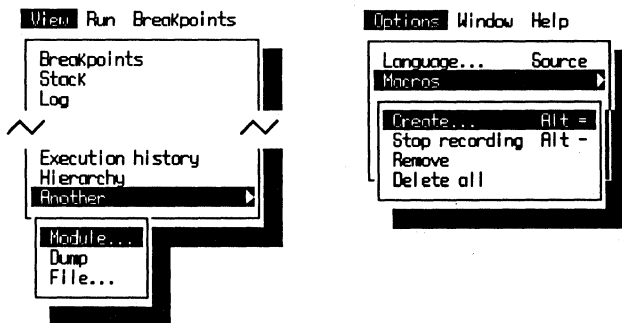 View Run Breakpoints
Breakpoints
Stack
Log
Execution history
Hierarchy
Another
Module...
Dump
File...
Options Window Help
Language... Source
Macros
Create... Alt =
Stop recording Alt -
Remove
Delete all